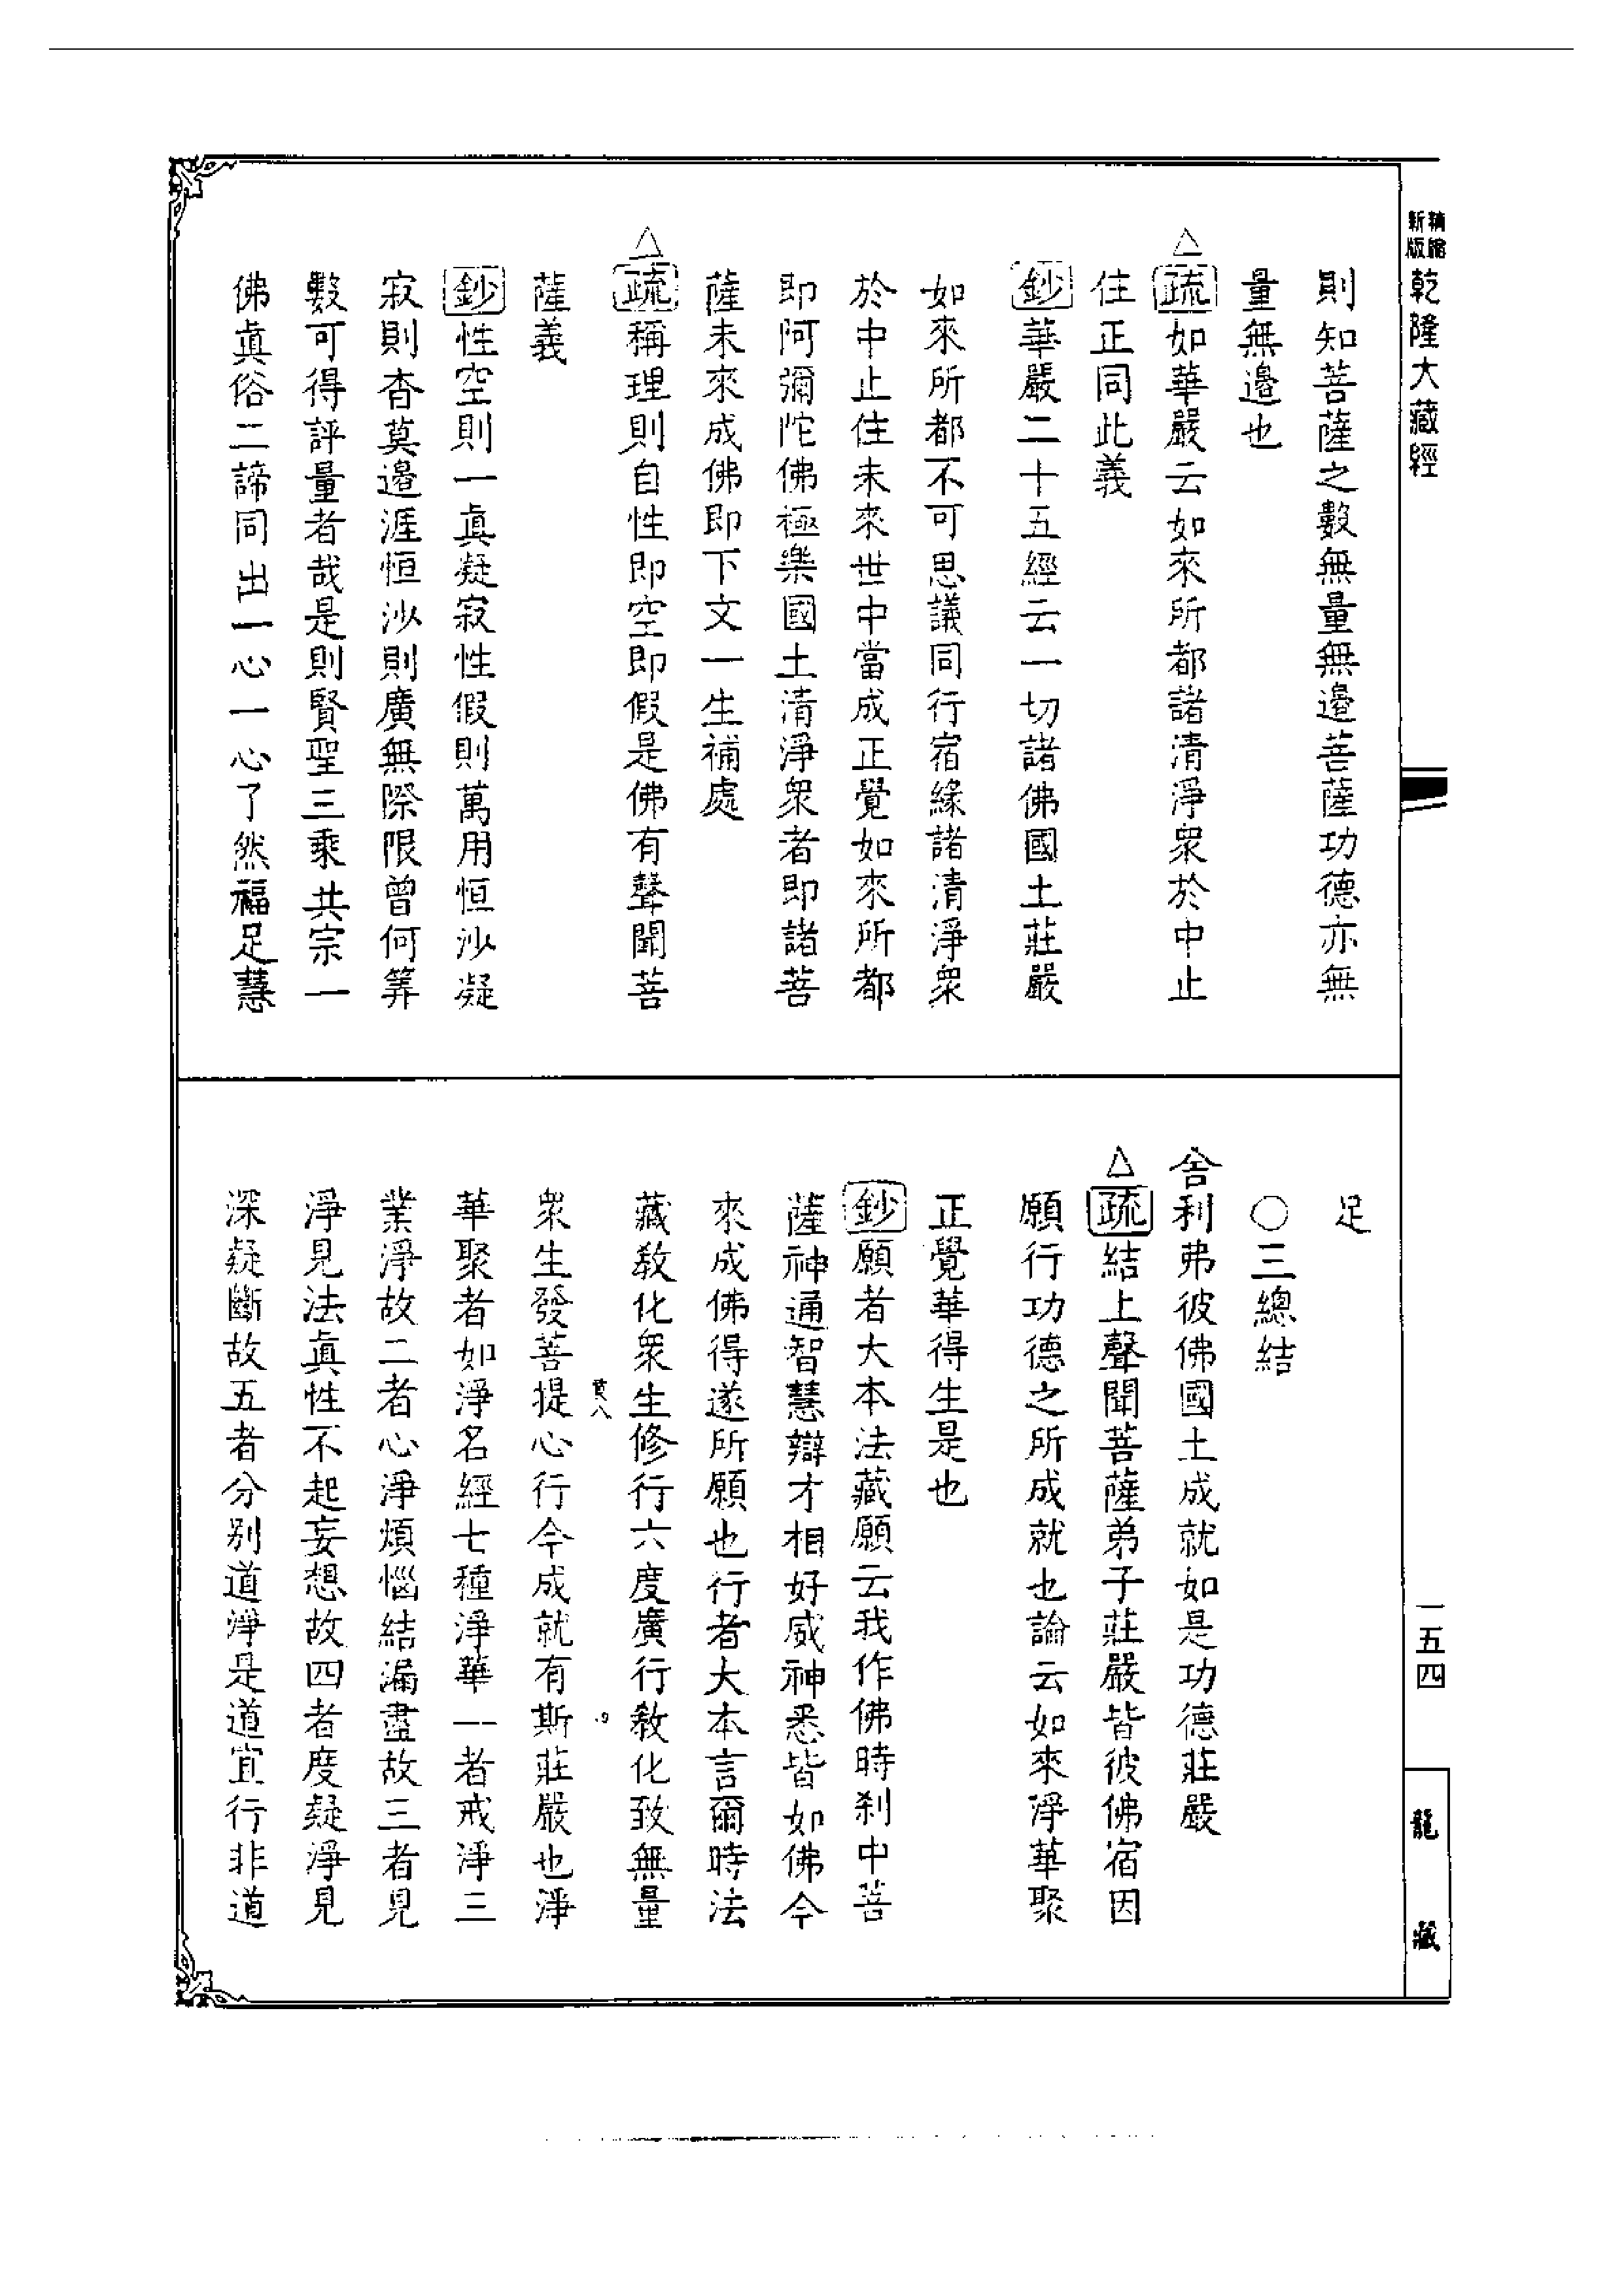 新版精縮
乾隆大藏經
一五四
龍藏
則知菩薩之數無量無邉菩薩功德亦無
量無邉也
△疏如華嚴云如來所都諸清淨衆於中止
住正同此義
鈔華嚴二十五經云一切諸佛國土莊嚴
如來所都不可思議同行宿緣諸清淨衆
於中止住未來世中當成正覺如來所都
即阿彌陀佛極樂國土清淨衆者即諸菩
薩未來成佛即下文一生補處
△疏稱理則自性即空即假是佛有聲聞菩
薩義
鈔性空則一真凝寂性假則萬用恒沙凝
寂則杳莫邉涯恒沙則廣無際限曾何筭
數可得評量者哉是則賢聖三乘共宗一
佛眞俗二諦同出一心一心了然福足慧
足
○三總結
舍利弗彼佛國土成就如是功德莊嚴
△疏結上聲聞菩薩弟子莊嚴皆彼佛宿因
願行功德之所成就也論云如來淨華聚
正覺華得生是也
鈔願者大本法藏願云我作佛時刹中菩
薩神通智慧辯才相好威神悉皆如佛今
來成佛得遂所願也行者大本言爾時法
藏敎化衆生修行六度廣行敎化致無量
衆生發菩提心行今成就有斯莊嚴也淨
華聚者如淨名經七種淨華一者戒淨三
業淨故二者心淨煩惱結漏盡故三者見
淨見法眞性不起妄想故四者度疑淨見
深疑斷故五者分別道淨是道宜行非道